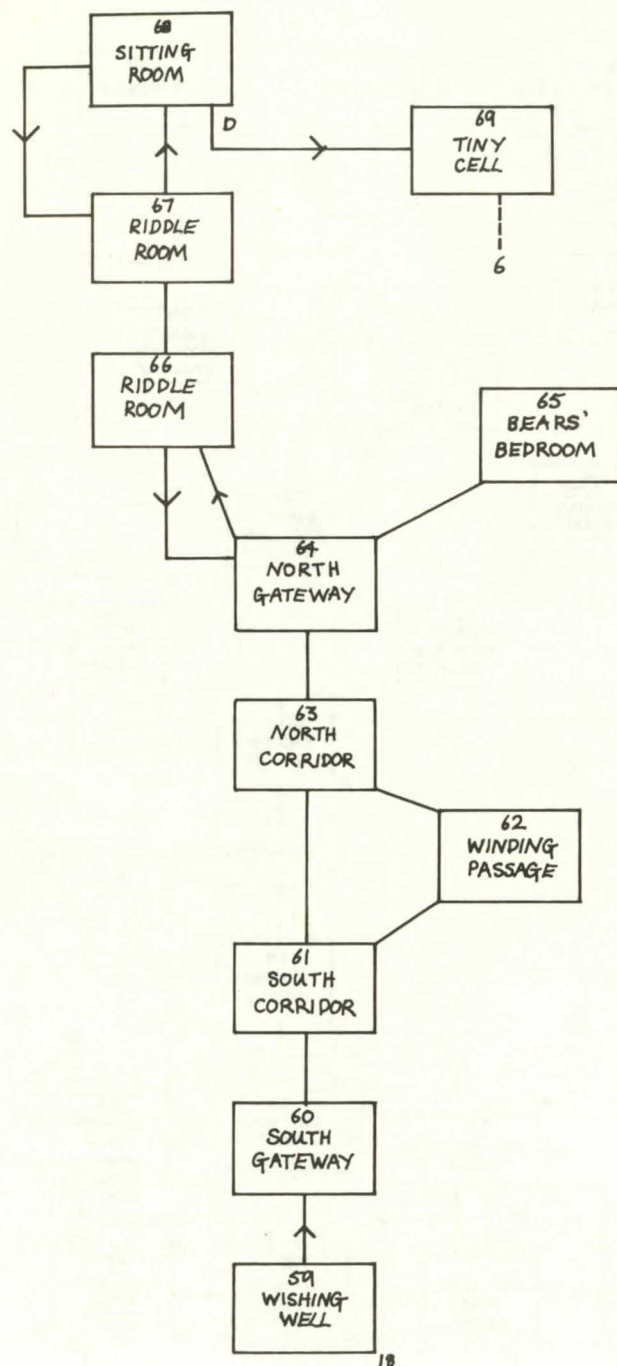 68
SITTING
ROOM
D
69
TINY
CELL
6
67
RIDDLE
ROOM
66
RIDDLE
ROOM
65
BEARS'
BEDROOM
64
NORTH
GATEWAY
63
NORTH
CORRIDOR
62
WINDING
PASSAGE
61
SOUTH
CORRIDOR
60
SOUTH
GATEWAY
59
WISHING
WELL
18